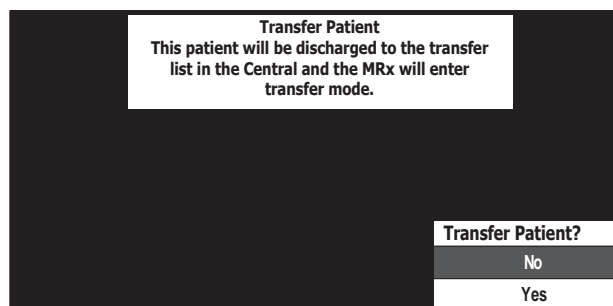 Transfer Patient
This patient will be discharged to the transfer
list in the Central and the MRx will enter
transfer mode.
Transfer Patient?
No
Yes